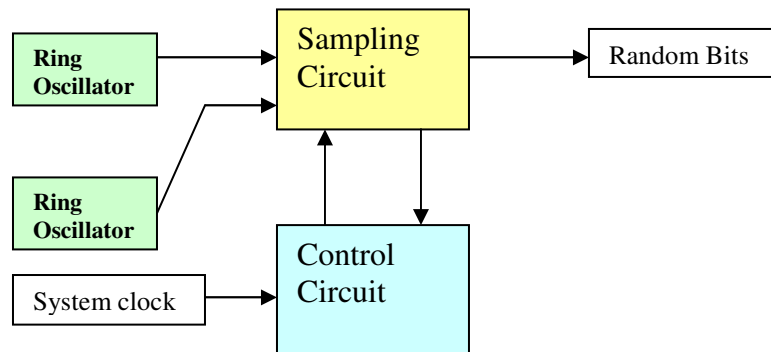 Ring
Oscillator
Sampling
Circuit
Random Bits
Ring
Oscillator
System clock
Control
Circuit